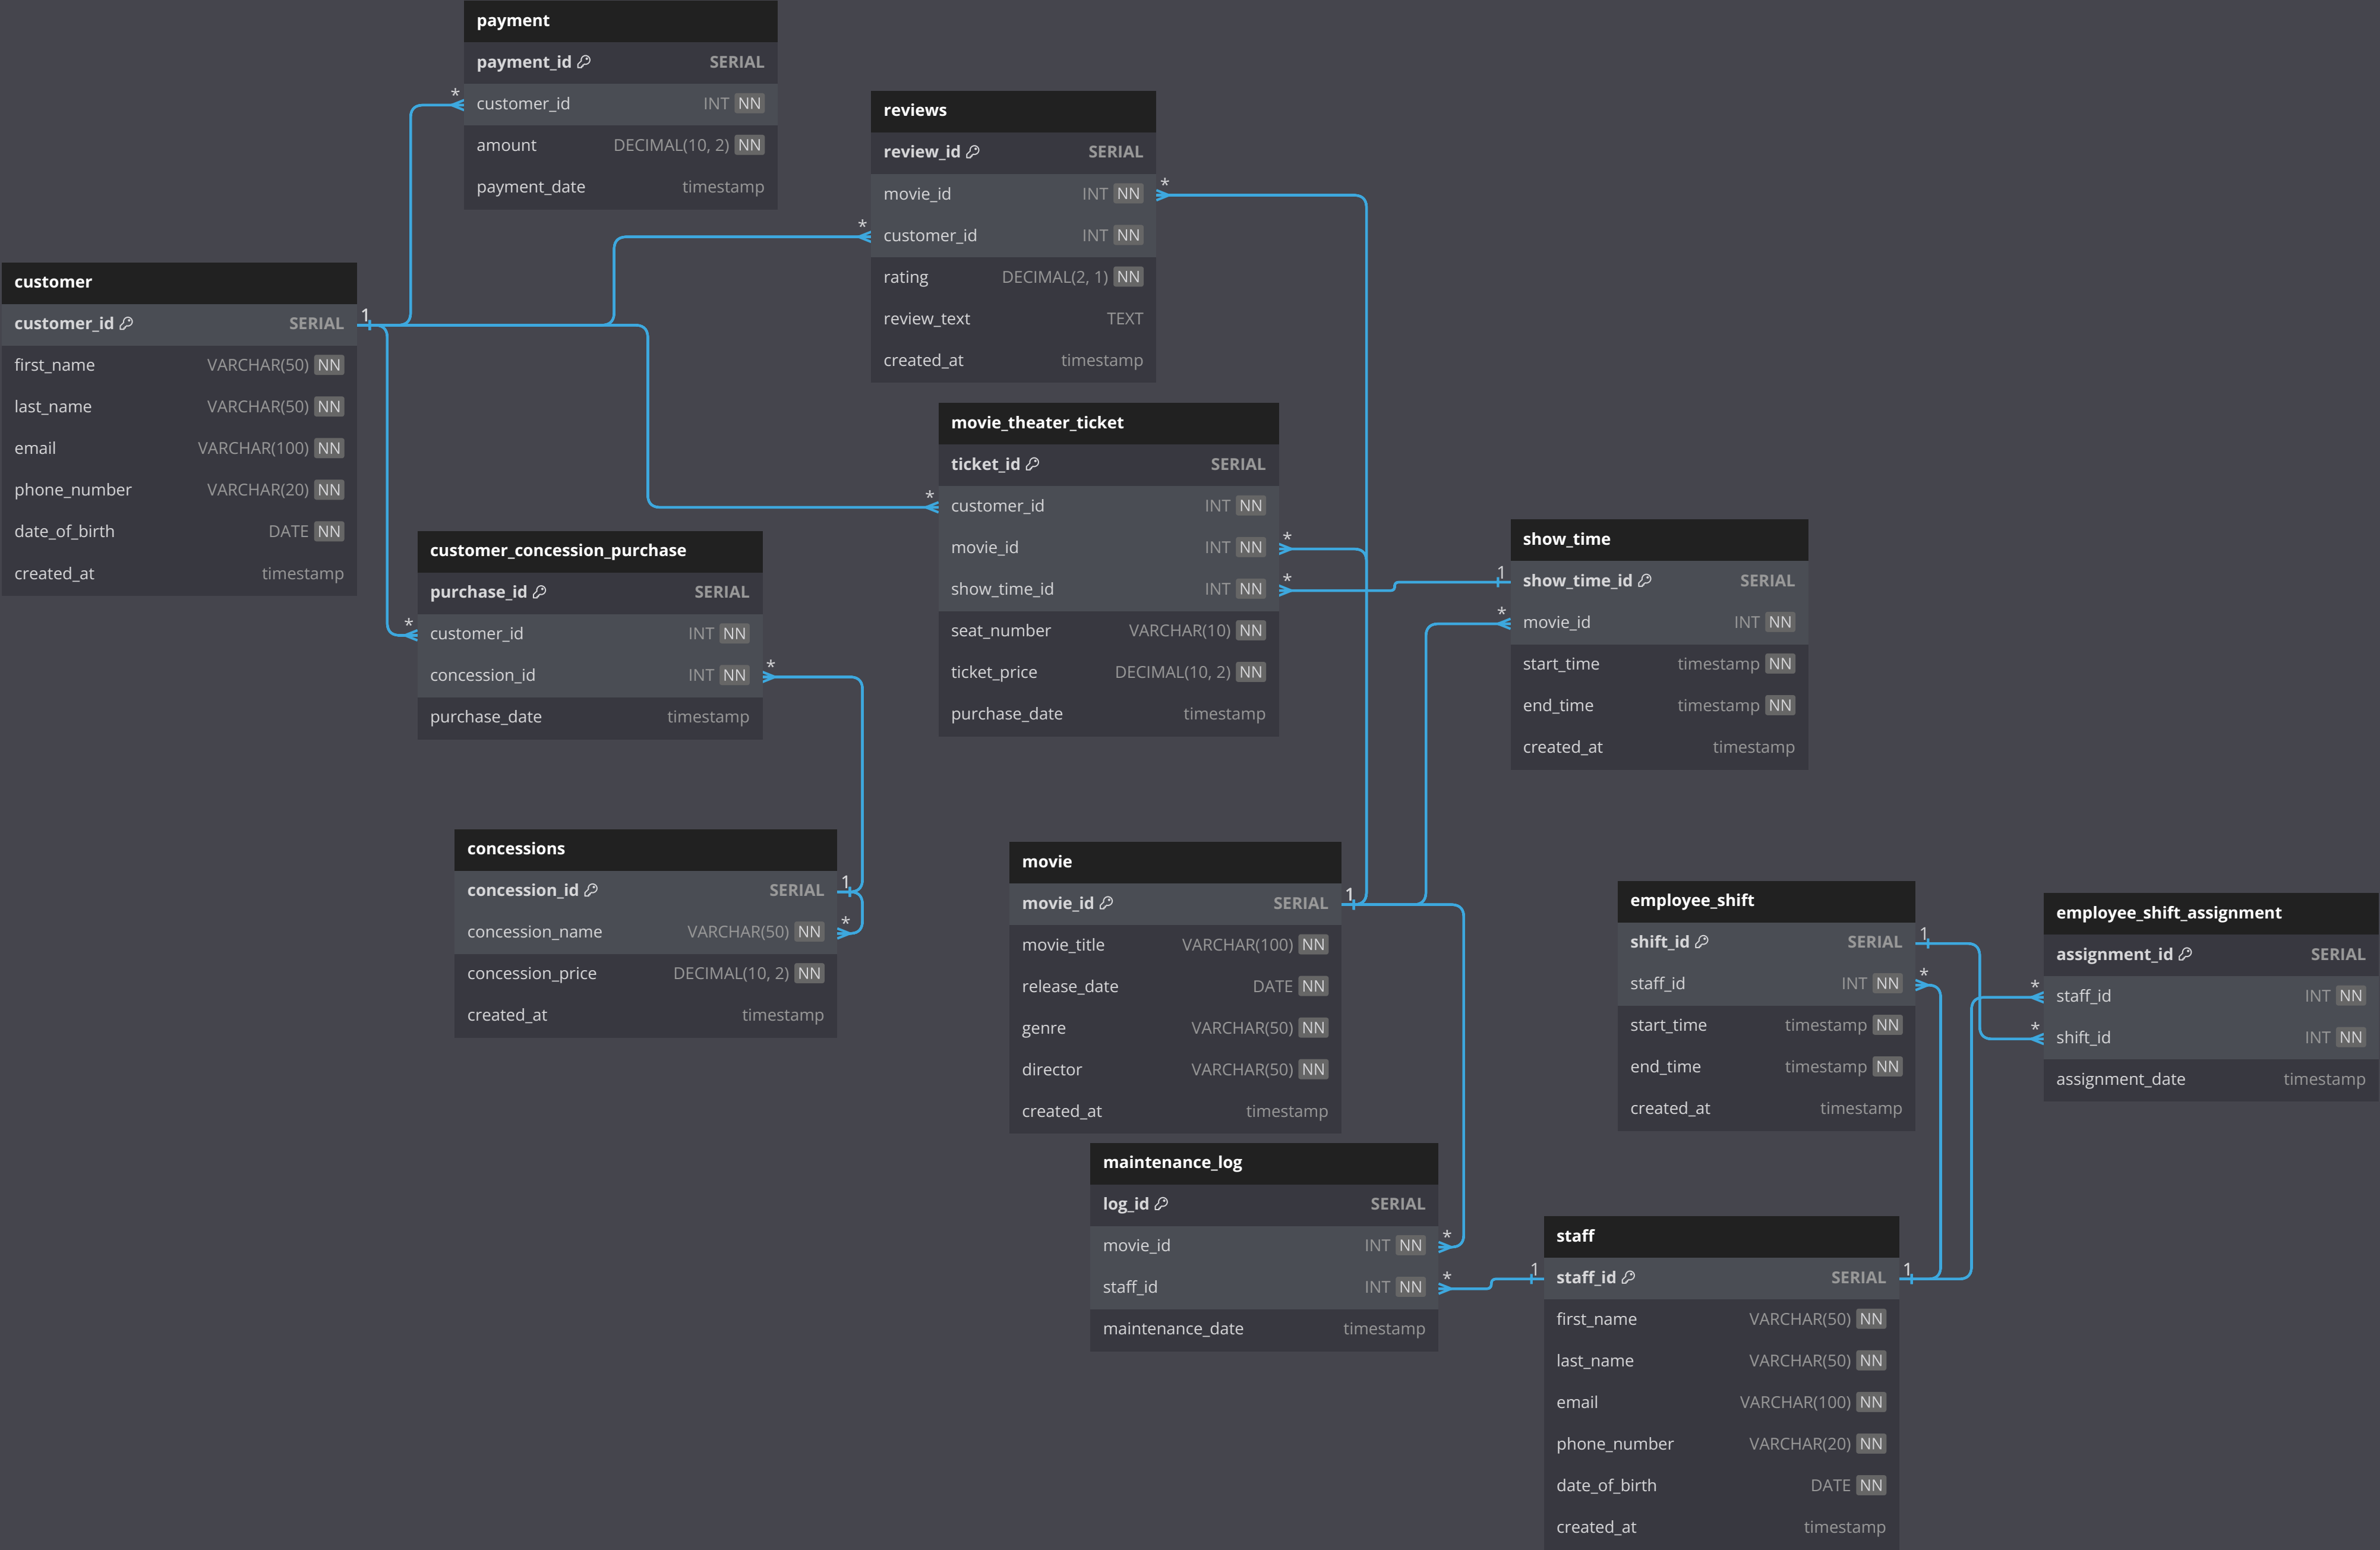 payment
payment_id SERIAL
* customer_id INT NN
amount DECIMAL(10, 2) NN
payment_date timestamp
reviews
review_id SERIAL
movie_id INT NN *
* customer_id INT NN
rating DECIMAL(2, 1) NN
review_text TEXT
created_at timestamp
customer
customer_id SERIAL 1
first_name VARCHAR(50) NN
last_name VARCHAR(50) NN
email VARCHAR(100) NN
phone_number VARCHAR(20) NN
date_of_birth DATE NN
created_at timestamp
movie_theater_ticket
ticket_id SERIAL
* customer_id INT NN
movie_id INT NN *
show_time_id INT NN *
seat_number VARCHAR(10) NN
ticket_price DECIMAL(10, 2) NN
purchase_date timestamp
customer_concession_purchase
purchase_id SERIAL
* customer_id INT NN
concession_id INT NN *
purchase_date timestamp
show_time
1 show_time_id SERIAL
* movie_id INT NN
start_time timestamp NN
end_time timestamp NN
created_at timestamp
concessions
concession_id SERIAL 1
concession_name VARCHAR(50) NN *
concession_price DECIMAL(10, 2) NN
created_at timestamp
movie
movie_id SERIAL 1
movie_title VARCHAR(100) NN
release_date DATE NN
genre VARCHAR(50) NN
director VARCHAR(50) NN
created_at timestamp
employee_shift
shift_id SERIAL 1
staff_id INT NN *
start_time timestamp NN
end_time timestamp NN
created_at timestamp
employee_shift_assignment
assignment_id SERIAL
* staff_id INT NN
* shift_id INT NN
assignment_date timestamp
maintenance_log
log_id SERIAL
movie_id INT NN *
staff_id INT NN *
maintenance_date timestamp
staff
1 staff_id SERIAL 1
first_name VARCHAR(50) NN
last_name VARCHAR(50) NN
email VARCHAR(100) NN
phone_number VARCHAR(20) NN
date_of_birth DATE NN
created_at timestamp